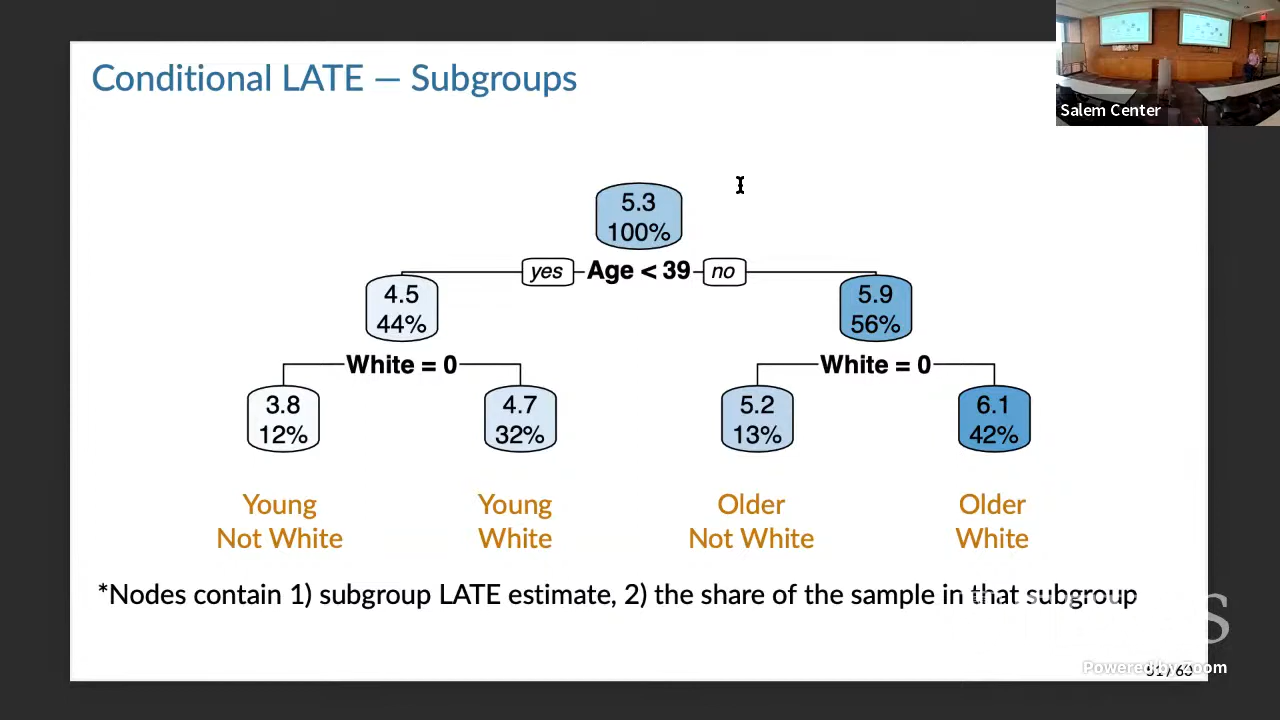 Conditional LATE — Subgroups
Salem Center
5.3
100%
yes Age < 39 no
4.5
44%
5.9
56%
White = 0
White = 0
3.8
12%
4.7
32%
5.2
13%
6.1
42%
Young
Not White
Young
White
Older
Not White
Older
White
*Nodes contain 1) subgroup LATE estimate, 2) the share of the sample in that subgroup
Powered by Zoom